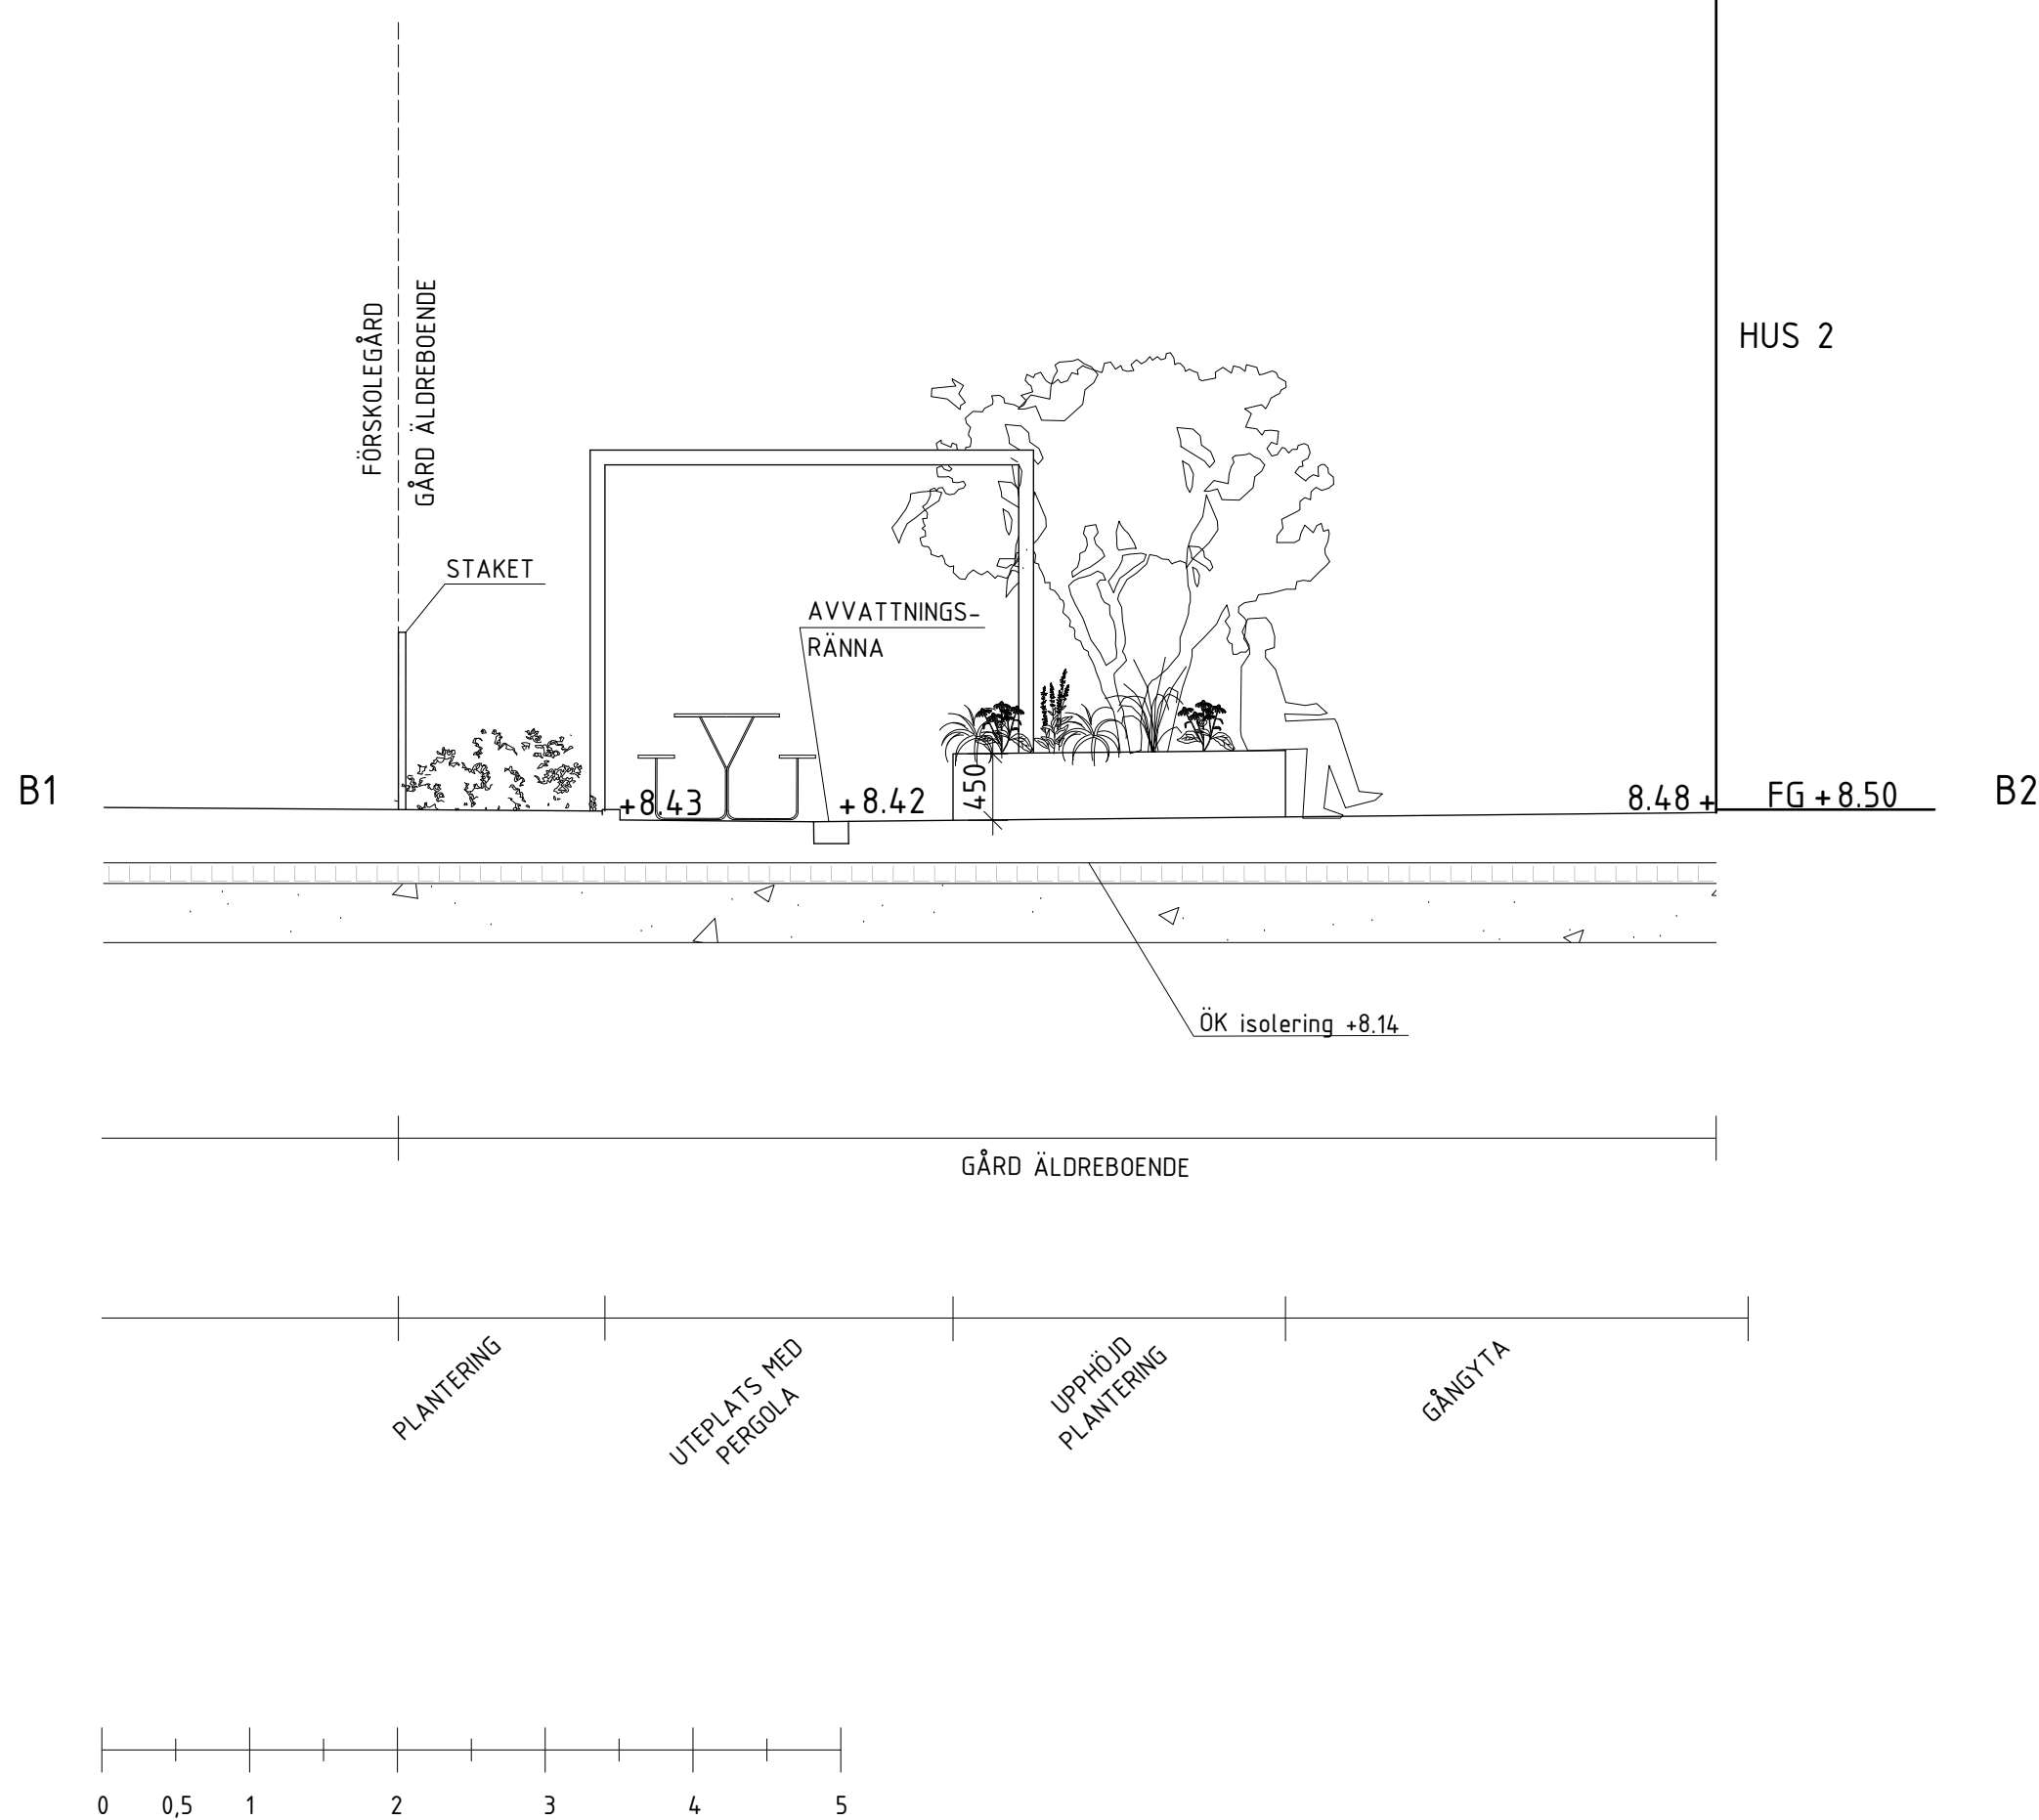 FÖRSKOLEGÅRD
GÅRD ÄLDREBOENDE
HUS 2
STAKET
AVVATTNINGS-
RÄNNA
B1
+8.43
+8.42
450
8.48+
FG+8.50
B2
ÖK isolering +8.14
GÅRD ÄLDREBOENDE
PLANTERING
UTEPLATS MED
PERGOLA
UPPHÖJD
PLANTERING
GÅNGYTA
0 0,5 1 2 3 4 5